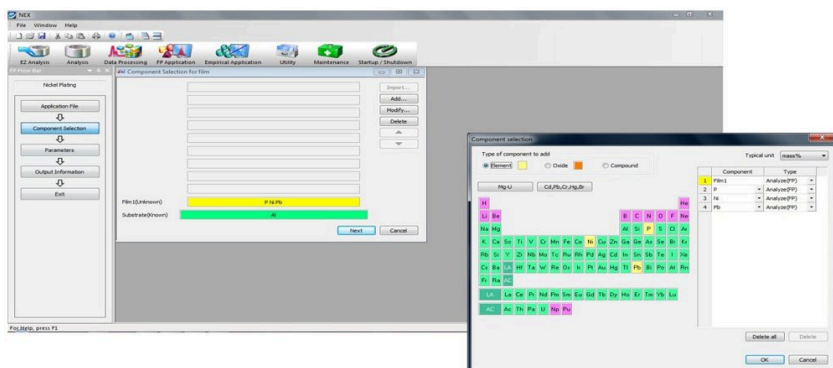 NEX
File Window Help
EZ Analysis Analysis Data Processing FP Application Empirical Application Utility Maintenance Startup / Shutdown
FP Flow Bar
Nickel Plating
Application File
Component Selection
Parameters
Output Information
Exit
Component Selection for film
Import...
Add...
Modify...
Delete
Film1(Unknown) P Ni Pb
Substrate(Known) Al
Next Cancel
For Help, press F1
Component selection
Type of component to add
Element Oxide Compound
Typical unit mass%
Mg-U Cd,Pb,Cr,Hg,Br
Component Type
1 Film1 Analyze(FP)
2 P Analyze(FP)
3 Ni Analyze(FP)
4 Pb Analyze(FP)
H He
Li Be B C N O F Ne
Na Mg Al Si P S Cl Ar
K Ca Sc Ti V Cr Mn Fe Co Ni Cu Zn Ga Ge As Se Br Kr
Rb Sr Y Zr Nb Mo Tc Ru Rh Pd Ag Cd In Sn Sb Te I Xe
Cs Ba LA Hf Ta W Re Os Ir Pt Au Hg Tl Pb Bi Po At Rn
Fr Ra AC
LA La Ce Pr Nd Pm Sm Eu Gd Tb Dy Ho Er Tm Yb Lu
AC Ac Th Pa U Np Pu
Delete all Delete
OK Cancel